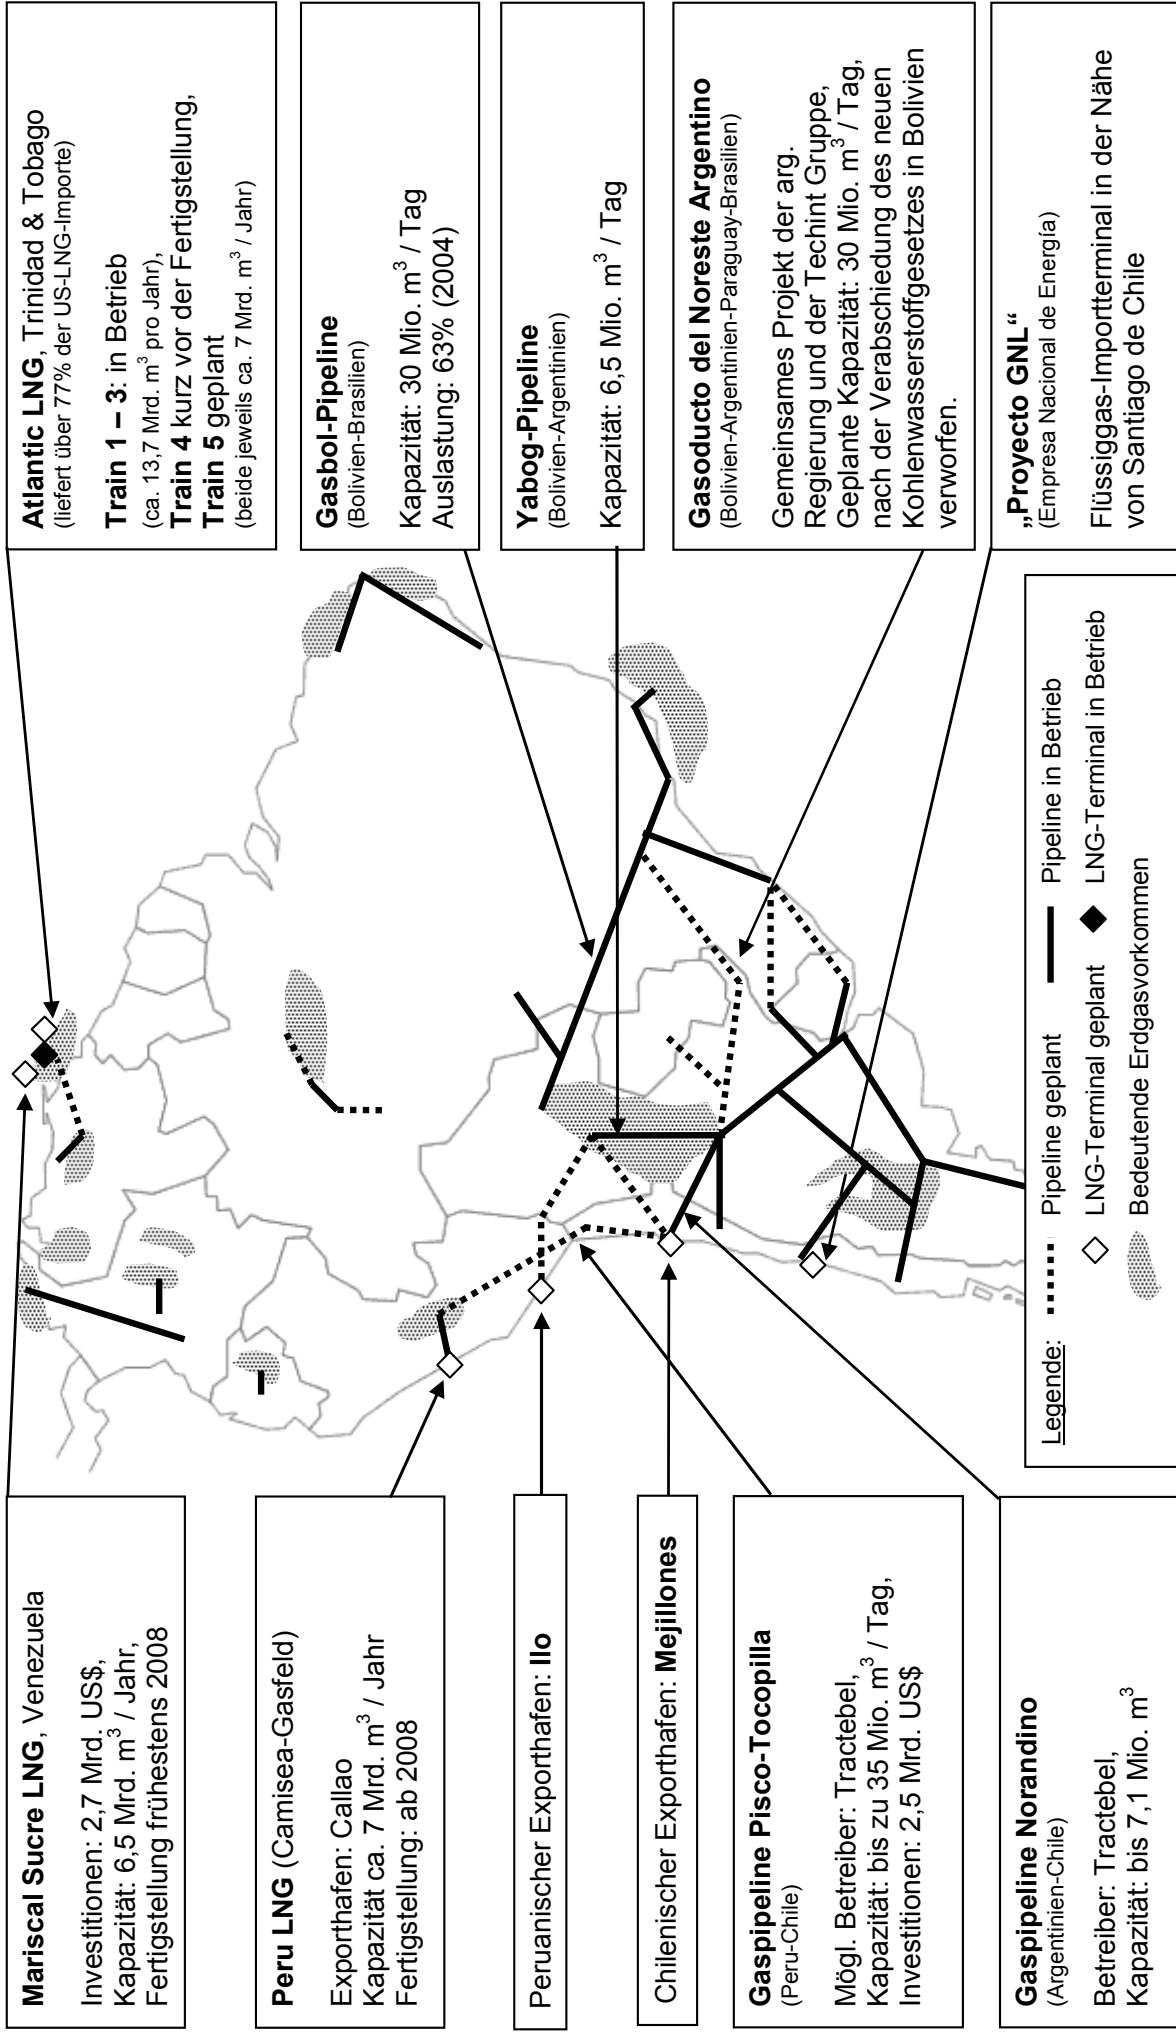 Mariscal Sucre LNG, Venezuela
Investitionen: 2,7 Mrd. US$,
Kapazität: 6,5 Mrd. m³ / Jahr,
Fertigstellung frühestens 2008
Peru LNG (Camisea-Gasfeld)
Exporthafen: Callao
Kapazität ca. 7 Mrd. m³ / Jahr
Fertigstellung: ab 2008
Peruanischer Exporthafen: Ilo
Chilenischer Exporthafen: Mejillones
Gaspipeline Pisco-Tocopilla
(Peru-Chile)
Mögl. Betreiber: Tractebel,
Kapazität: bis zu 35 Mio. m³ / Tag,
Investitionen: 2,5 Mrd. US$
Gaspipeline Norandino
(Argentinien-Chile)
Betreiber: Tractebel,
Kapazität: bis 7,1 Mio. m³
Atlantic LNG, Trinidad & Tobago
(liefert über 77% der US-LNG-Importe)
Train 1 – 3: in Betrieb
(ca. 13,7 Mrd. m³ pro Jahr),
Train 4 kurz vor der Fertigstellung,
Train 5 geplant
(beide jeweils ca. 7 Mrd. m³ / Jahr)
Gasbol-Pipeline
(Bolivien-Brasilien)
Kapazität: 30 Mio. m³ / Tag
Auslastung: 63% (2004)
Yabog-Pipeline
(Bolivien-Argentinien)
Kapazität: 6,5 Mio. m³ / Tag
Gasoducto del Noreste Argentino
(Bolivien-Argentinien-Paraguay-Brasilien)
Gemeinsames Projekt der arg.
Regierung und der Techint Gruppe,
Geplante Kapazität: 30 Mio. m³ / Tag,
nach der Verabschiedung des neuen
Kohlenwasserstoffgesetzes in Bolivien
verworfen.
„Proyecto GNL“
(Empresa Nacional de Energía)
Flüssiggas-Importterminal in der Nähe
von Santiago de Chile
Legende: Pipeline geplant Pipeline in Betrieb
LNG-Terminal geplant LNG-Terminal in Betrieb
Bedeutende Erdgasvorkommen